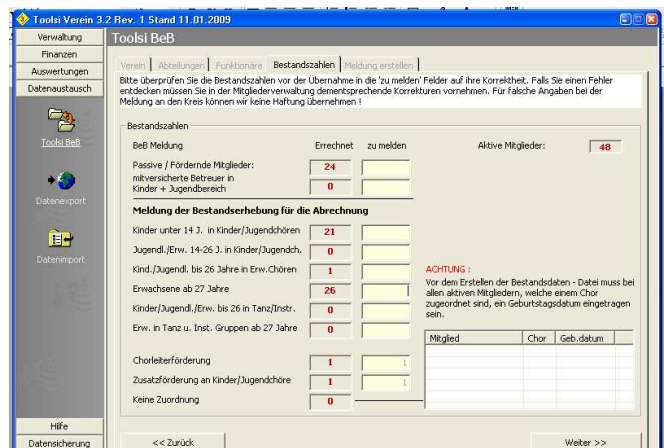 Toolsi Verein 3.2 Rev. 1 Stand 11.01.2009
Verwaltung
Finanzen
Auswertungen
Datenaustausch
Toolsi BeB
Datenexport
Datenimport
Hilfe
Datensicherung
Toolsi BeB
Verein Abteilungen Funktionäre Bestandszahlen Meldung erstellen
Bitte überprüfen Sie die Bestandszahlen vor der Übernahme in die 'zu melden' Felder auf ihre Korrektheit. Falls Sie einen Fehler
entdecken müssen Sie in der Mitgliederverwaltung dementsprechende Korrekturen vornehmen. Für falsche Angaben bei der
Meldung an den Kreis können wir keine Haftung übernehmen !
Bestandszahlen
BeB Meldung Errechnet zu melden Aktive Mitglieder: 48
Passive / Fördernde Mitglieder: 24
mitversicherte Betreuer in
Kinder + Jugendbereich 0
Meldung der Bestandserhebung für die Abrechnung
Kinder unter 14 J. in Kinder/Jugendchören 21
Jugendl./Erw. 14-26 J. in Kinder/Jugendch. 0
Kind./Jugendl. bis 26 Jahre in Erw.Chören 1
Erwachsene ab 27 Jahre 26
Kinder/Jugendl./Erw. bis 26 in Tanz/Instr. 0
Erw. in Tanz u. Inst. Gruppen ab 27 Jahre 0
Chorleiterförderung 1 1
Zusatzförderung an Kinder/Jugendchöre 1 1
Keine Zuordnung 0
ACHTUNG :
Vor dem Erstellen der Bestandsdaten - Datei muss bei
allen aktiven Mitgliedern, welche einem Chor
zugeordnet sind, ein Geburtstagsdatum eingetragen
sein.
Mitglied Chor Geb.datum
<< Zurück Weiter >>